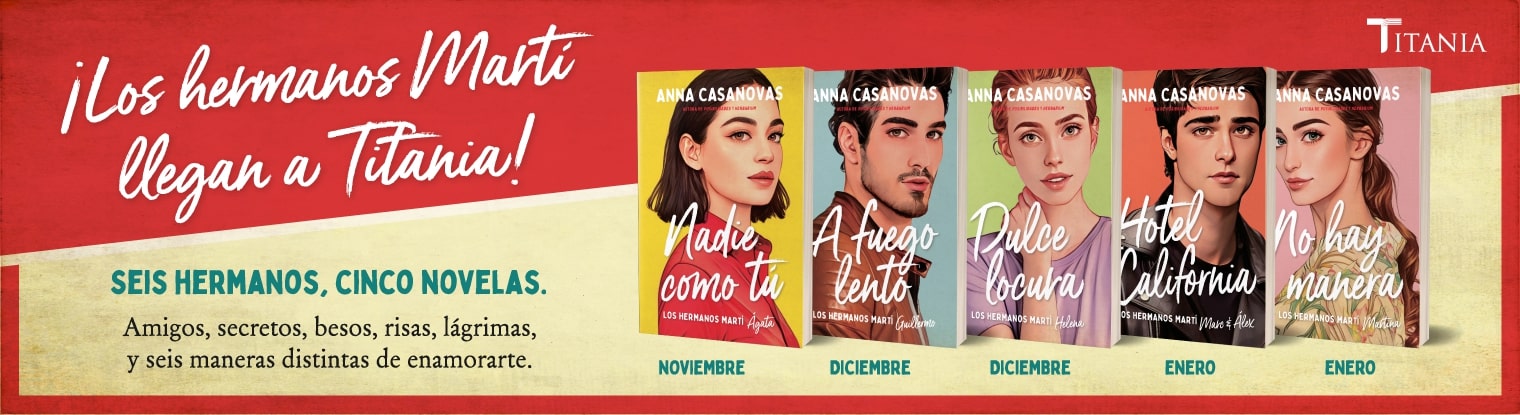 ¡Los hermanos Martí
llegan a Titania!
SEIS HERMANOS, CINCO NOVELAS.
Amigos, secretos, besos, risas, lágrimas,
y seis maneras distintas de enamorarte.
TITANIA
ANNA CASANOVAS
Nadie
como tú
LOS HERMANOS MARTÍ Ágata
NOVIEMBRE
ANNA CASANOVAS
A fuego
lento
LOS HERMANOS MARTÍ Guillermo
DICIEMBRE
ANNA CASANOVAS
Dulce
locura
LOS HERMANOS MARTÍ Helena
DICIEMBRE
ANNA CASANOVAS
Hotel
California
LOS HERMANOS MARTÍ Marc & Álex
ENERO
ANNA CASANOVAS
No hay
manera
LOS HERMANOS MARTÍ Martina
ENERO